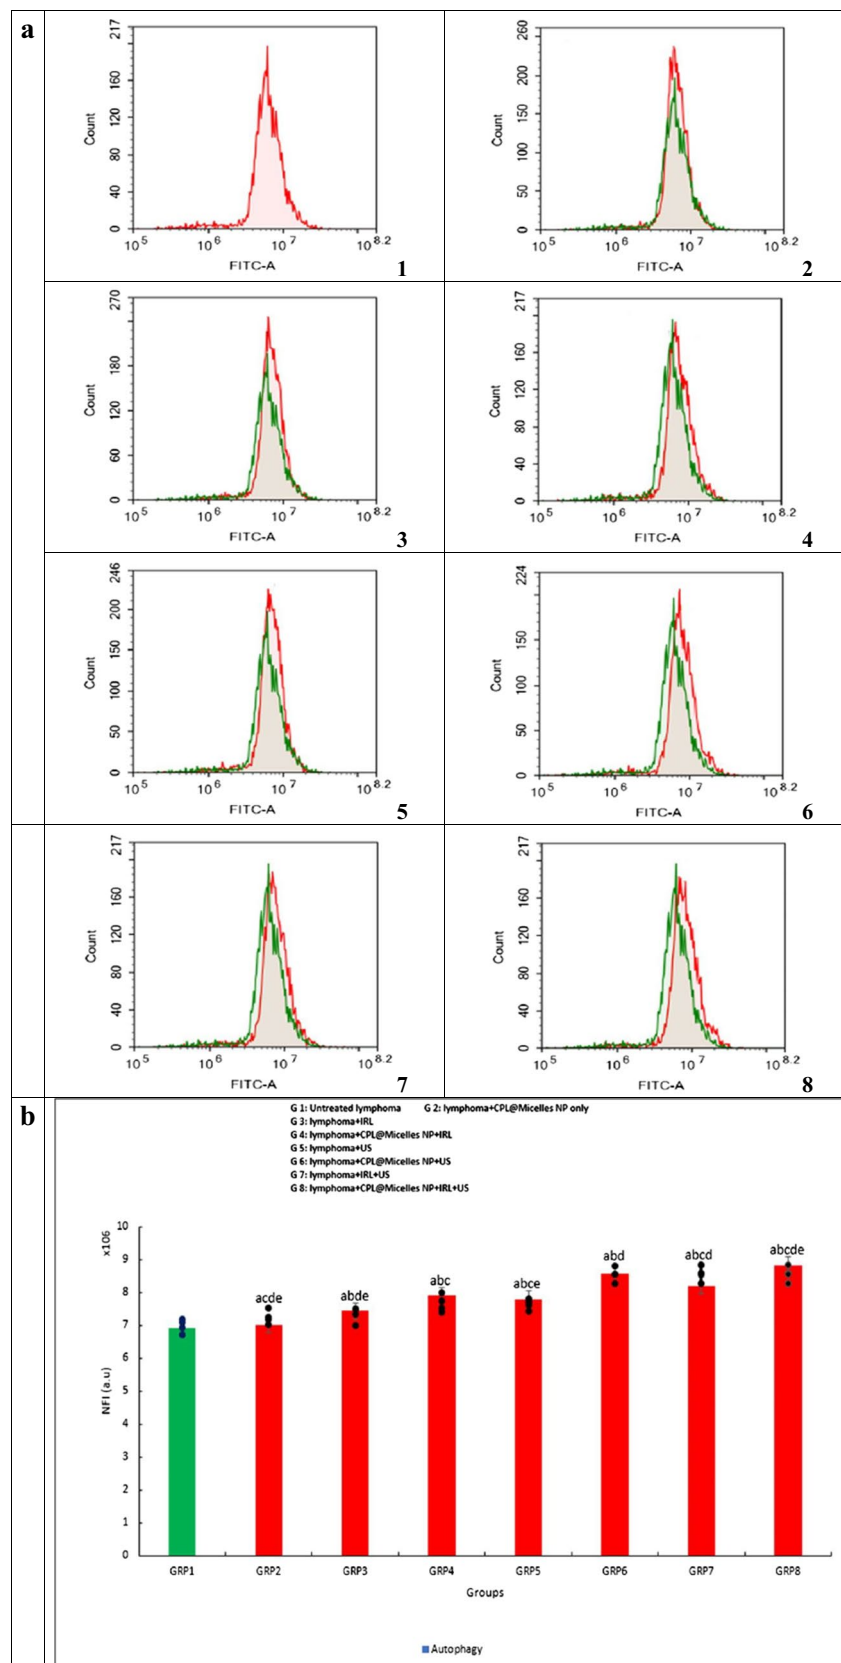 a
217
160
120
80
40
0
Count
10 5
10 6
10 7
10 8.2
FITC-A
1
260
200
150
100
50
0
Count
10 5
10 6
10 7
10 8.2
FITC-A
2
270
180
120
60
0
Count
10 5
10 6
10 7
10 8.2
FITC-A
3
217
160
120
80
40
0
Count
10 5
10 6
10 7
10 8.2
FITC-A
4
246
200
150
100
50
0
Count
10 5
10 6
10 7
10 8.2
FITC-A
5
224
150
100
50
0
Count
10 5
10 6
10 7
10 8.2
FITC-A
6
217
160
120
80
40
0
Count
10 5
10 6
10 7
10 8.2
FITC-A
7
217
160
120
80
40
0
Count
10 5
10 6
10 7
10 8.2
FITC-A
8
b
G 1: Untreated lymphoma G 2: lymphoma+CPL@Micelles NP only
G 3: lymphoma+IRL
G 4: lymphoma+CPL@Micelles NP+IRL
G 5: lymphoma+US
G 6: lymphoma+CPL@Micelles NP+US
G 7: lymphoma+IRL+US
G 8: lymphoma+CPL@Micelles NP+IRL+US
x106
NFI (a.u)
10
9
8
7
6
5
4
3
2
1
0
acde
abde
abc
abce
abd
abcd
abcde
GRP1 GRP2 GRP3 GRP4 GRP5 GRP6 GRP7 GRP8
Groups
Autophagy